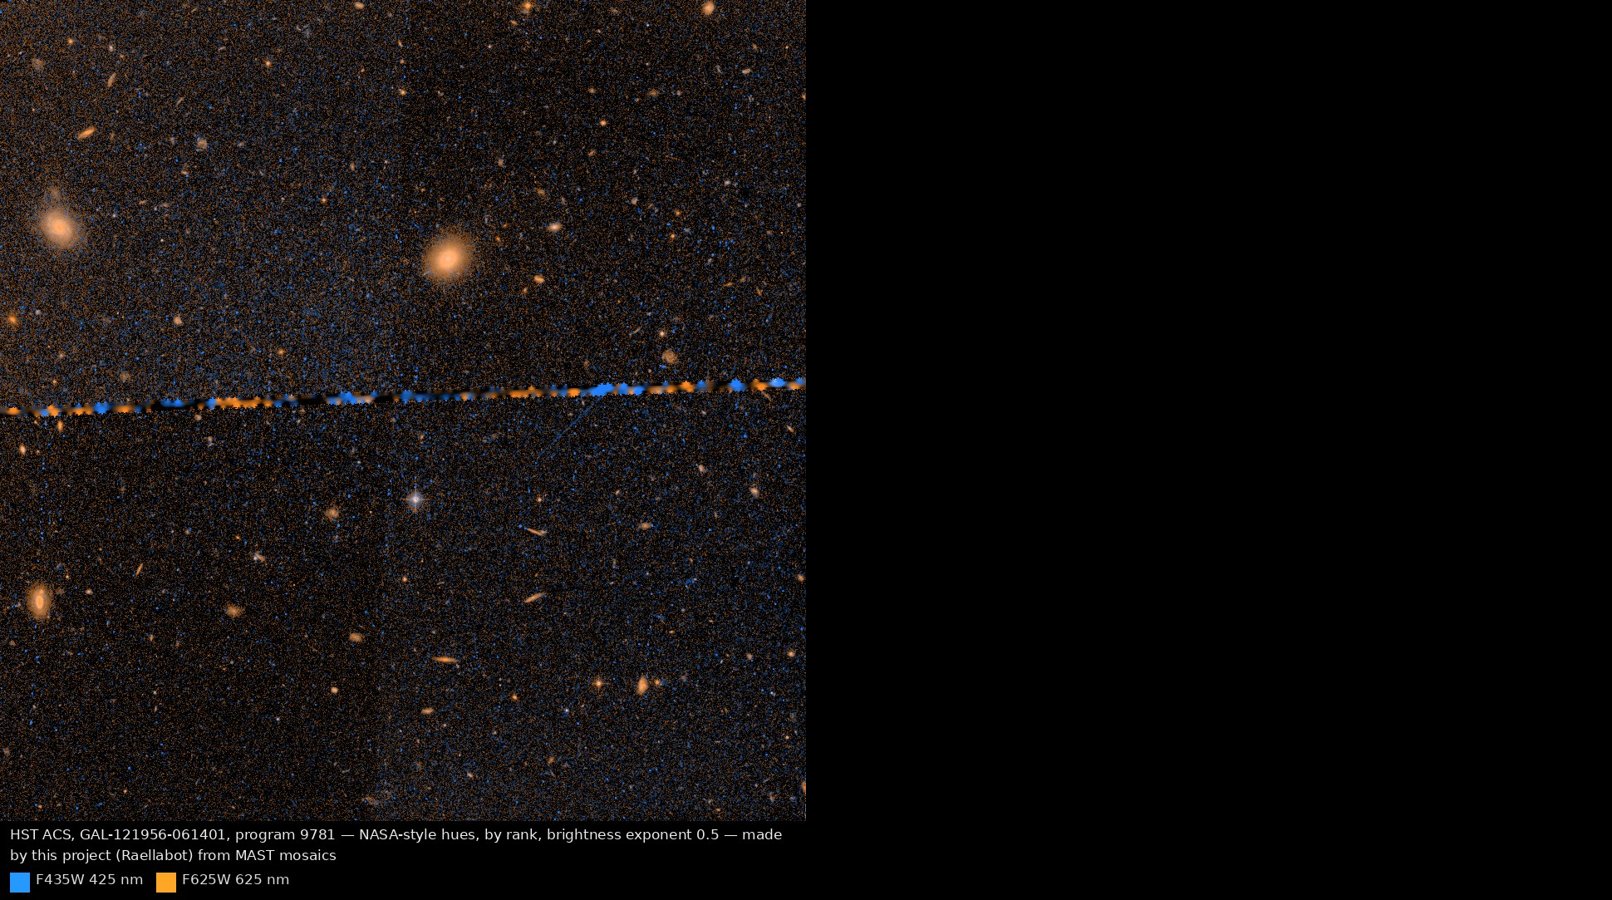 HST ACS, GAL-121956-061401, program 9781 — NASA-style hues, by rank, brightness exponent 0.5 — made
by this project (Raellabot) from MAST mosaics
F435W 425 nm F625W 625 nm